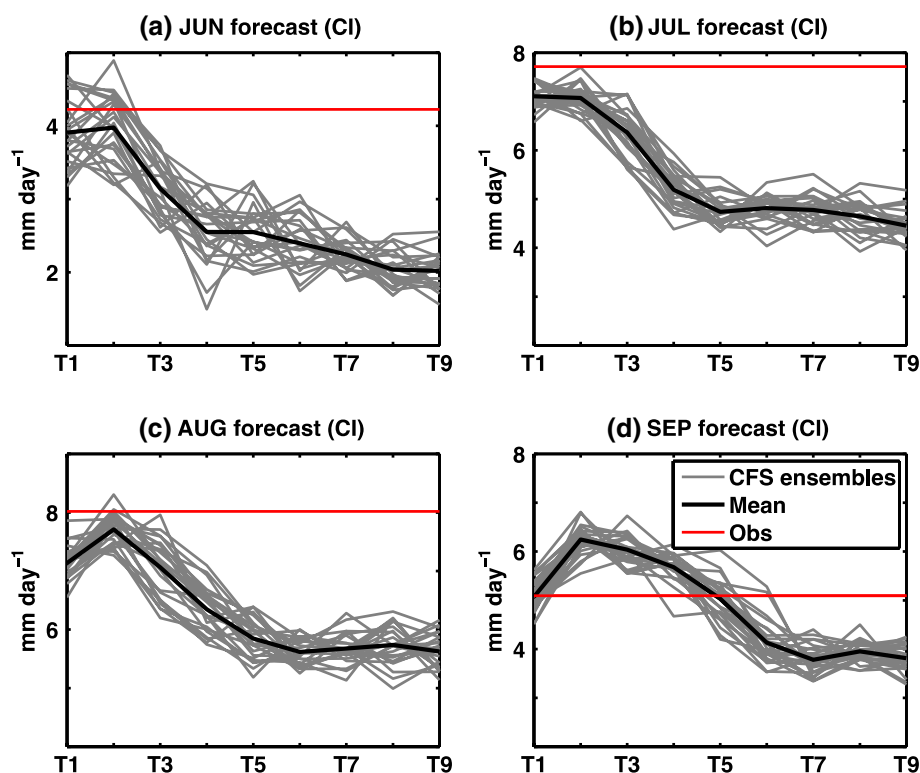 (a) JUN forecast (CI)
mm day⁻¹
4
2
T1 T3 T5 T7 T9
(b) JUL forecast (CI)
mm day⁻¹
8
6
4
T1 T3 T5 T7 T9
(c) AUG forecast (CI)
mm day⁻¹
8
6
T1 T3 T5 T7 T9
(d) SEP forecast (CI)
mm day⁻¹
8
6
4
CFS ensembles
Mean
Obs
T1 T3 T5 T7 T9